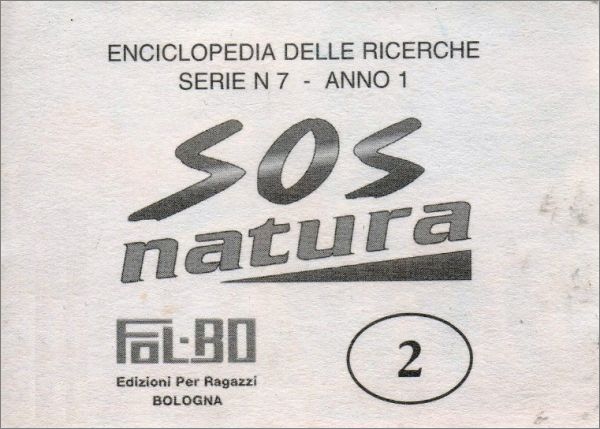 ENCICLOPEDIA DELLE RICERCHE
SERIE N 7 - ANNO 1
SOS
natura
FOL-BO
Edizioni Per Ragazzi
BOLOGNA
2